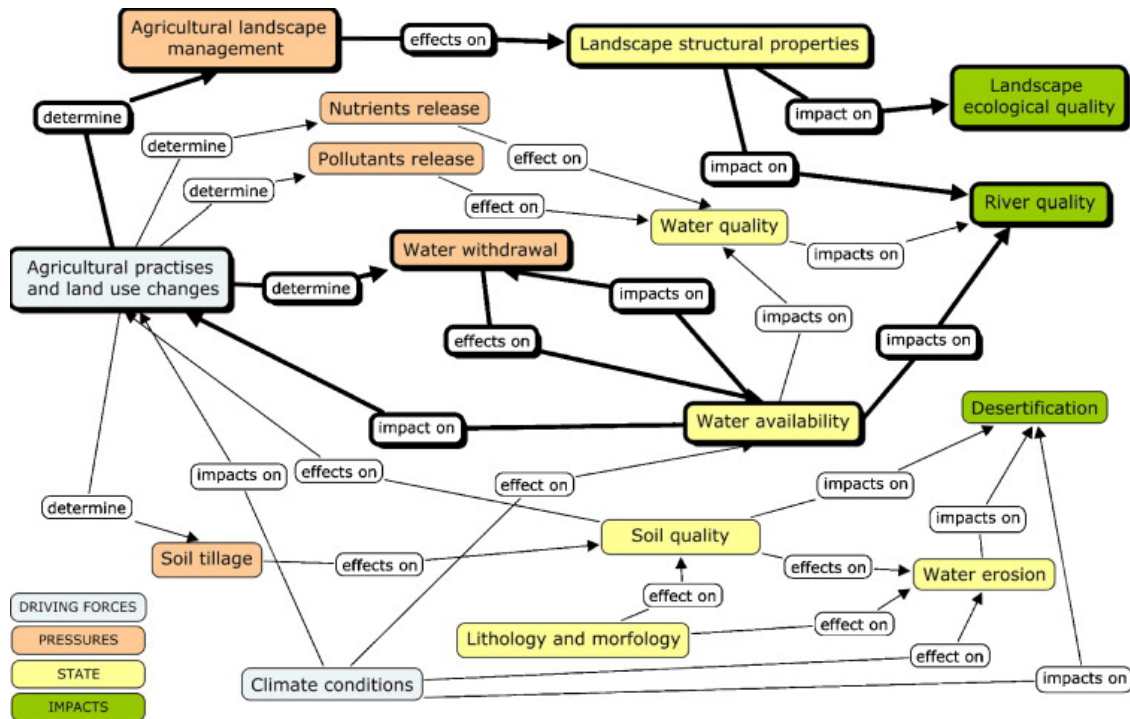 Agricultural landscape
management
effects on
Landscape structural properties
Landscape
ecological quality
determine
Nutrients release
impact on
determine
Pollutants release
effect on
impact on
determine
effect on
River quality
Water quality
Agricultural practises
and land use changes
Water withdrawal
impacts on
determine
impacts on
impacts on
effects on
impacts on
Desertification
impact on
Water availability
impacts on
effects on
effect on
impacts on
determine
impacts on
Soil tillage
effects on
Soil quality
effects on
Water erosion
effect on
DRIVING FORCES
PRESSURES
Lithology and morfology
effect on
STATE
effect on
IMPACTS
Climate conditions
impacts on